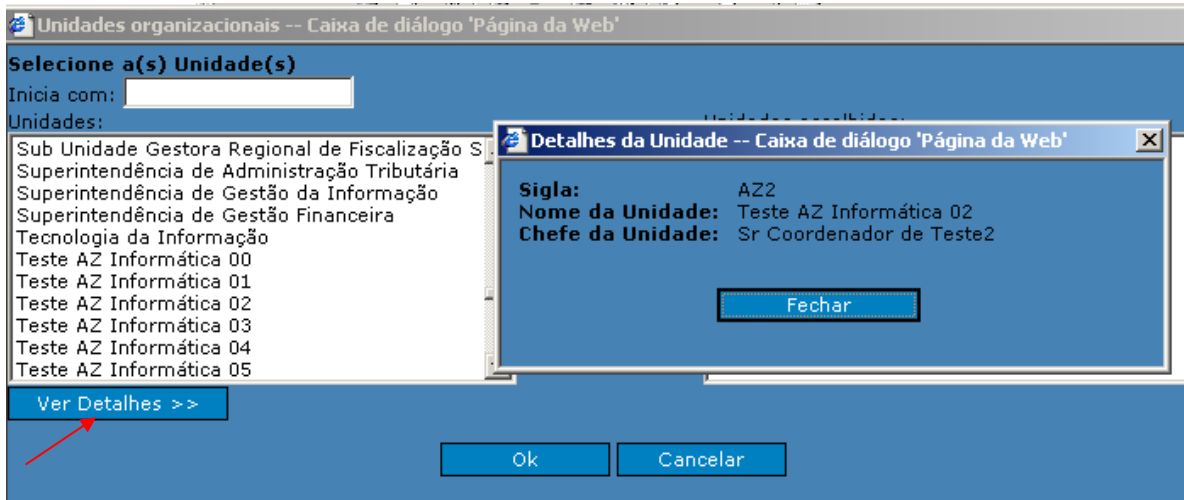 Unidades organizacionais -- Caixa de diálogo 'Página da Web'
Selecione a(s) Unidade(s)
Inicia com:
Unidades:
Sub Unidade Gestora Regional de Fiscalização S
Superintendência de Administração Tributária
Superintendência de Gestão da Informação
Superintendência de Gestão Financeira
Tecnologia da Informação
Teste AZ Informática 00
Teste AZ Informática 01
Teste AZ Informática 02
Teste AZ Informática 03
Teste AZ Informática 04
Teste AZ Informática 05
Ver Detalhes >>
Detalhes da Unidade -- Caixa de diálogo 'Página da Web'
Sigla: AZ2
Nome da Unidade: Teste AZ Informática 02
Chefe da Unidade: Sr Coordenador de Teste2
Fechar
Ok Cancelar